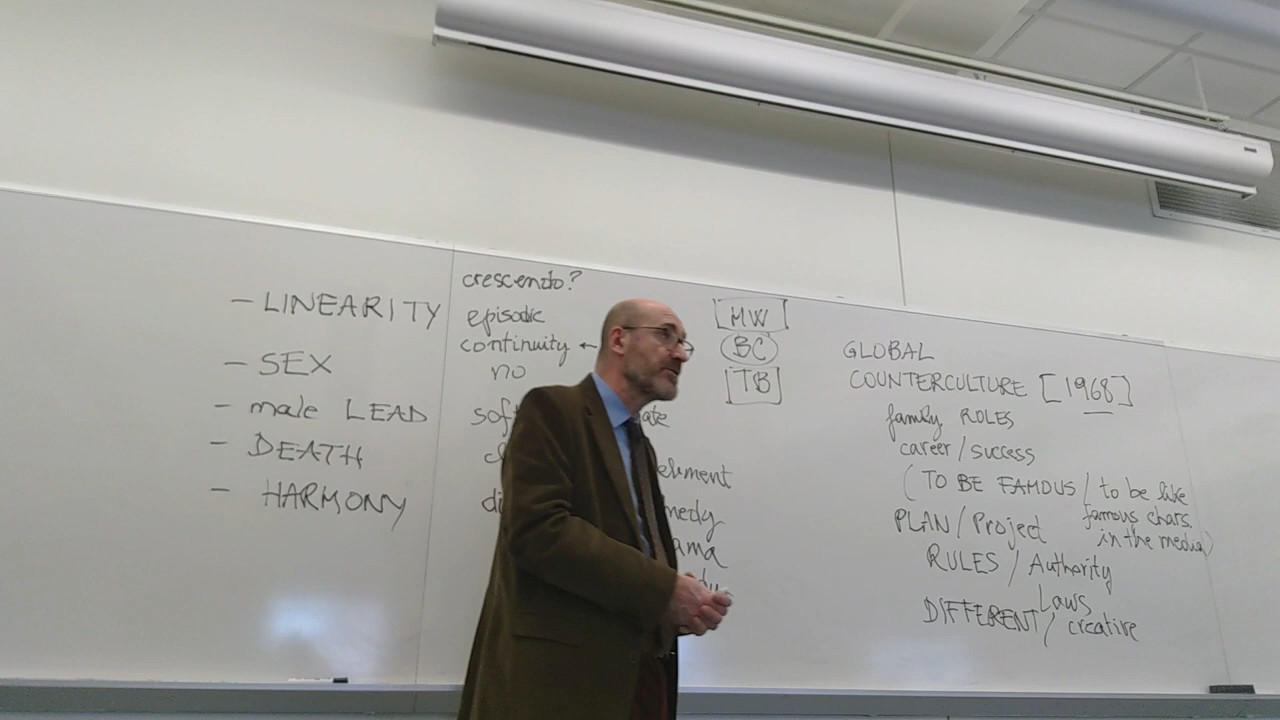 - LINEARITY
- SEX
- male LEAD
- DEATH
- HARMONY
crescendo?
episodic
continuity ←
no
[MW]
BC
[TB]
GLOBAL
COUNTERCULTURE [1968]
family ROLES
career/success
(TO BE FAMOUS / to be like
famous chars.
in the media)
PLAN/Project
RULES / Authority
Laws
DIFFERENT / creative